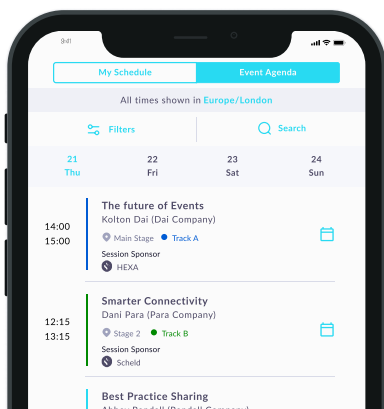 9:41
My Schedule Event Agenda
All times shown in Europe/London
Filters Search
21 22 23 24
Thu Fri Sat Sun
The future of Events
Kolton Dai (Dai Company)
14:00
15:00
Main Stage Track A
Session Sponsor
HEXA
Smarter Connectivity
Dani Para (Para Company)
12:15
13:15
Stage 2 Track B
Session Sponsor
Scheld
Best Practice Sharing